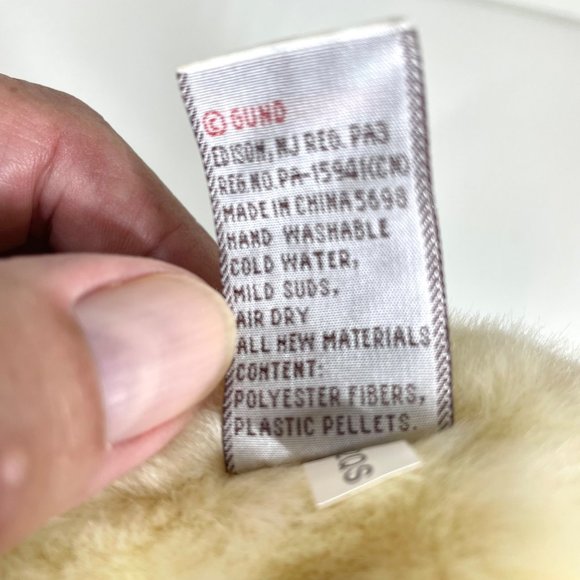 © GUND
EDISON, NJ REG. PA3
REG.NO. PA-1594 (CN)
MADE IN CHINA 5698
HAND WASHABLE
COLD WATER,
MILD SUDS,
AIR DRY
ALL NEW MATERIALS
CONTENT:
POLYESTER FIBERS,
PLASTIC PELLETS.